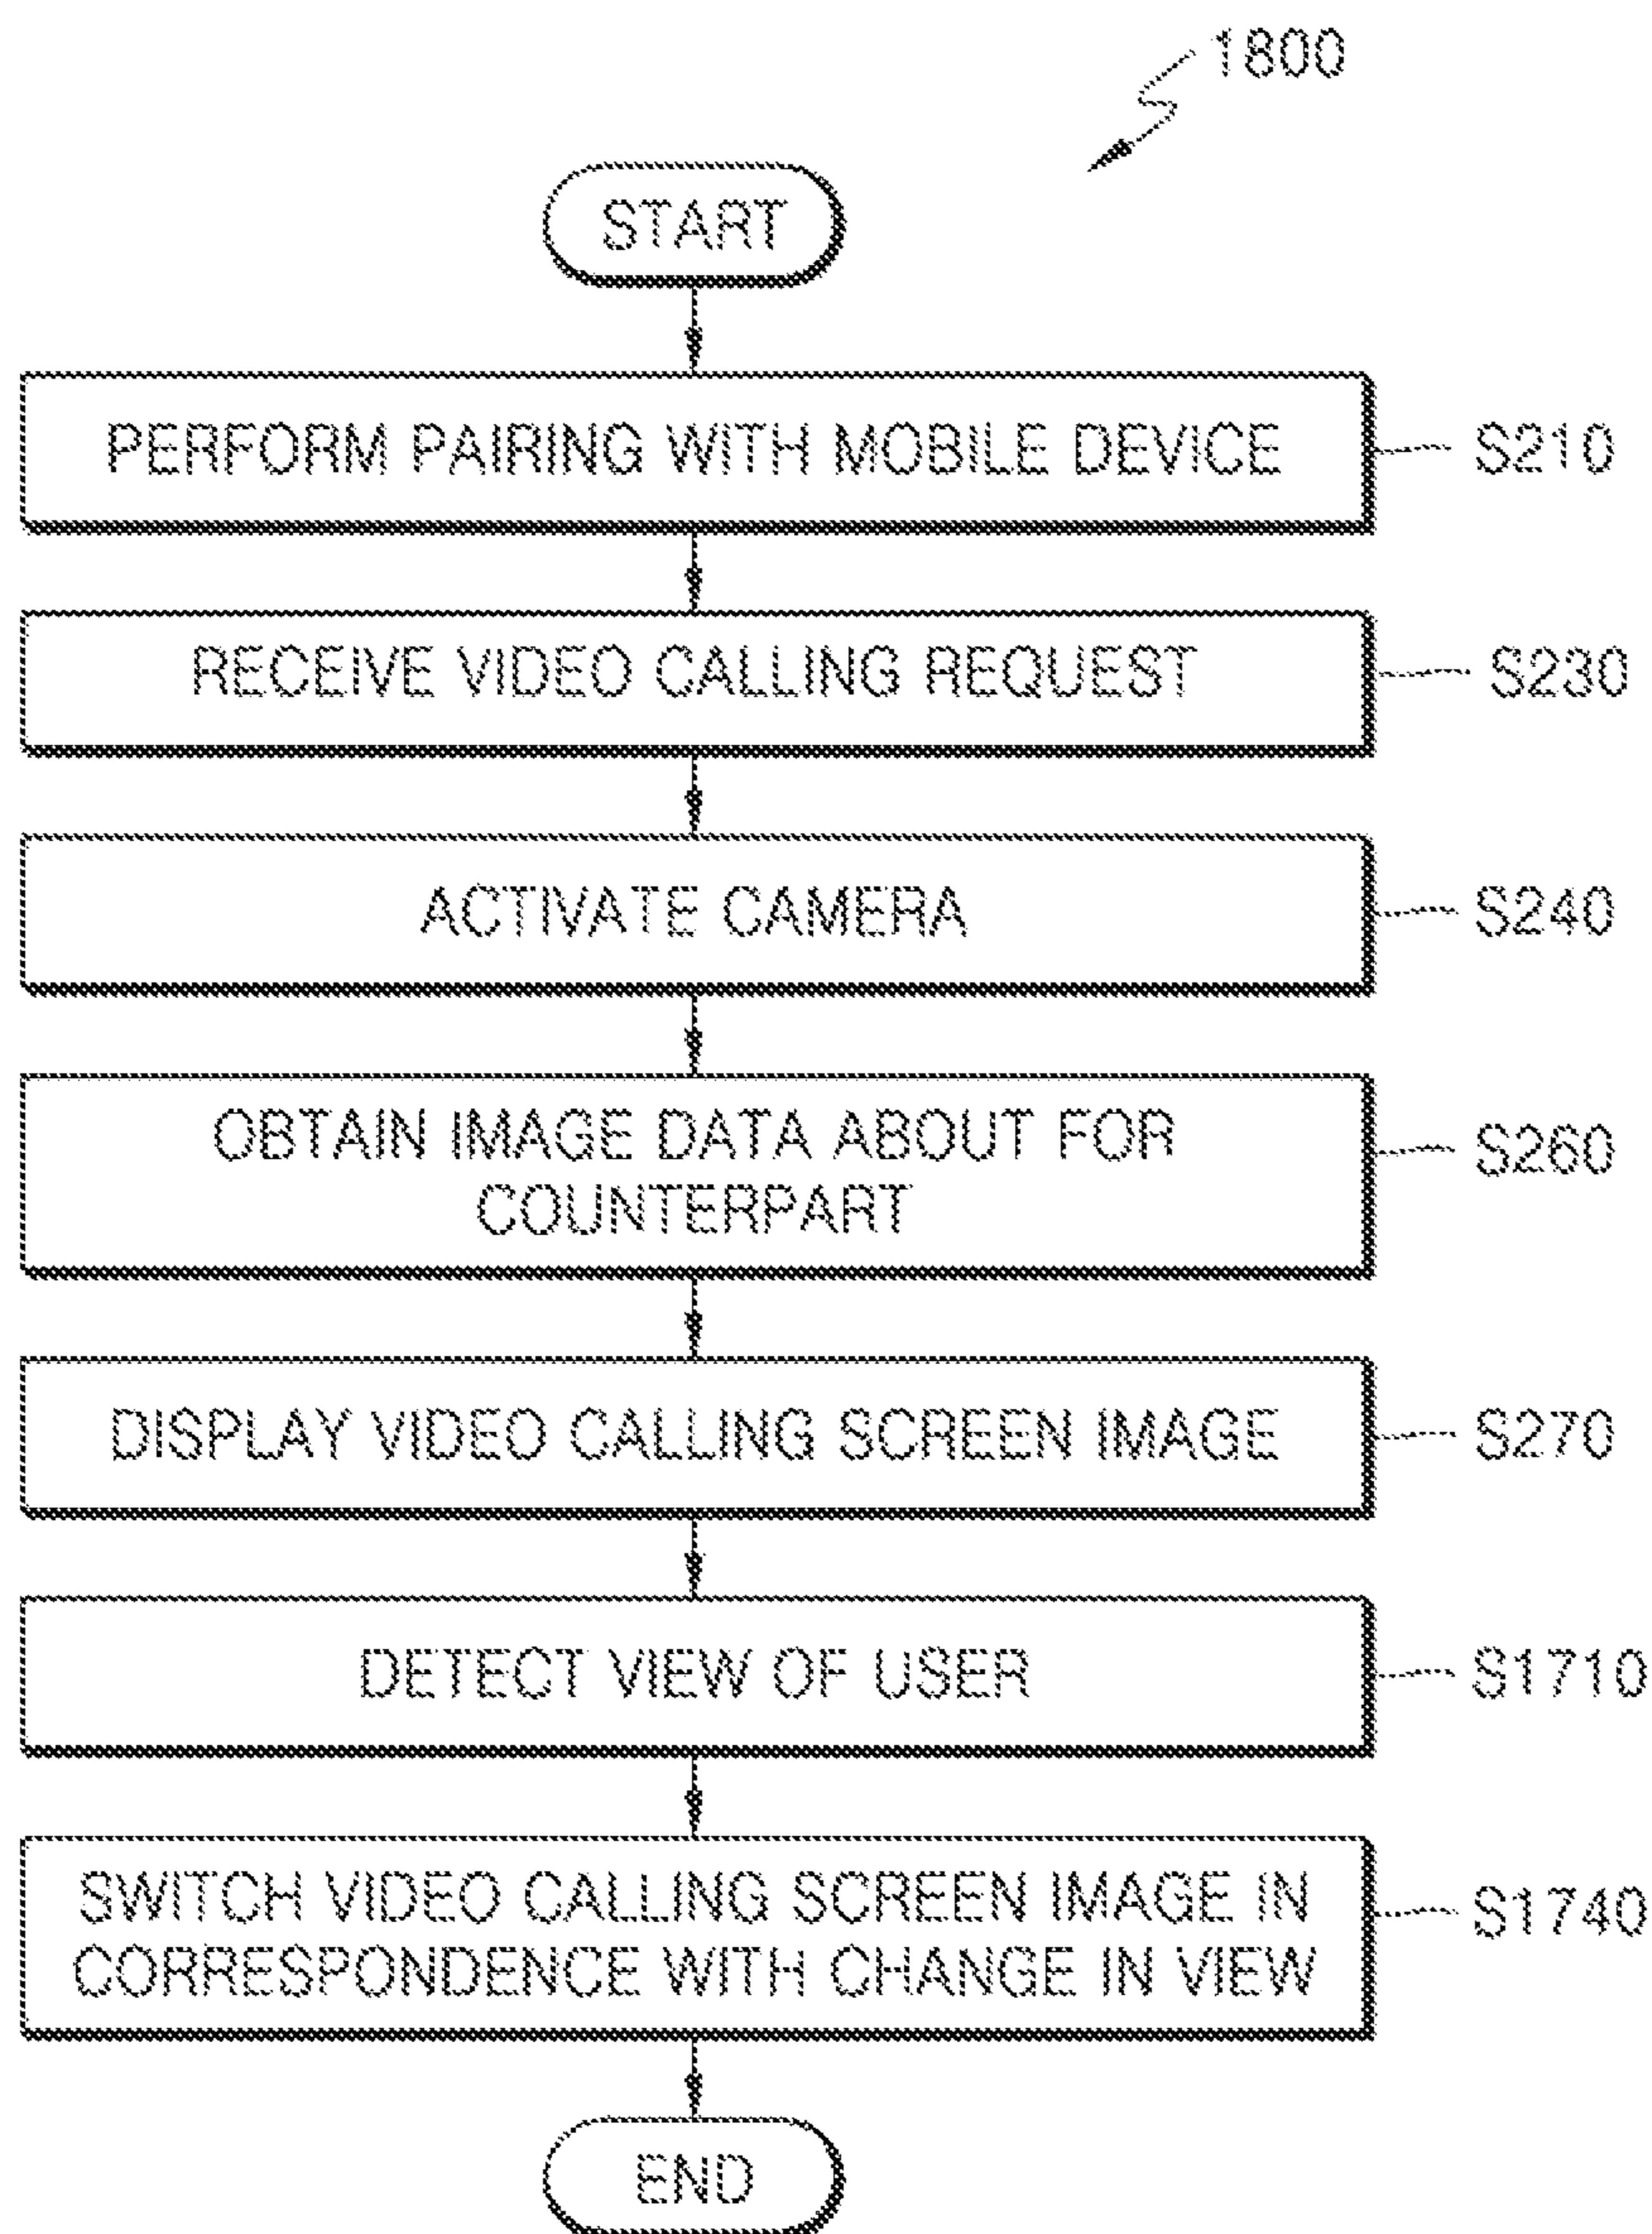 1800
START
PERFORM PAIRING WITH MOBILE DEVICE
S210
RECEIVE VIDEO CALLING REQUEST
S230
ACTIVATE CAMERA
S240
OBTAIN IMAGE DATA ABOUT FOR
COUNTERPART
S260
DISPLAY VIDEO CALLING SCREEN IMAGE
S270
DETECT VIEW OF USER
S1710
SWITCH VIDEO CALLING SCREEN IMAGE IN
CORRESPONDENCE WITH CHANGE IN VIEW
S1740
END